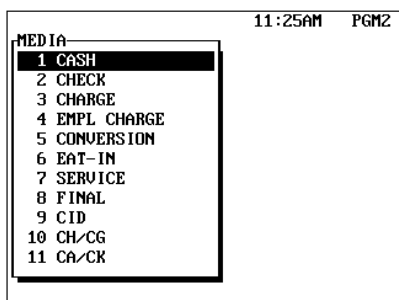 11:25AM PGM2
MEDIA
1 CASH
2 CHECK
3 CHARGE
4 EMPL CHARGE
5 CONVERSION
6 EAT-IN
7 SERVICE
8 FINAL
9 CID
10 CH/CG
11 CA/CK